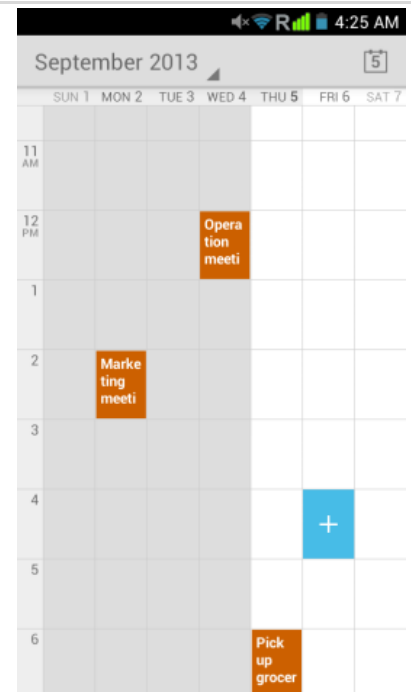 R 4:25 AM
September 2013
5
SUN 1 MON 2 TUE 3 WED 4 THU 5 FRI 6 SAT 7
11
AM
12
PM
Opera
tion
meeti
1
2
Marke
ting
meeti
3
4
+
5
6
Pick
up
grocer